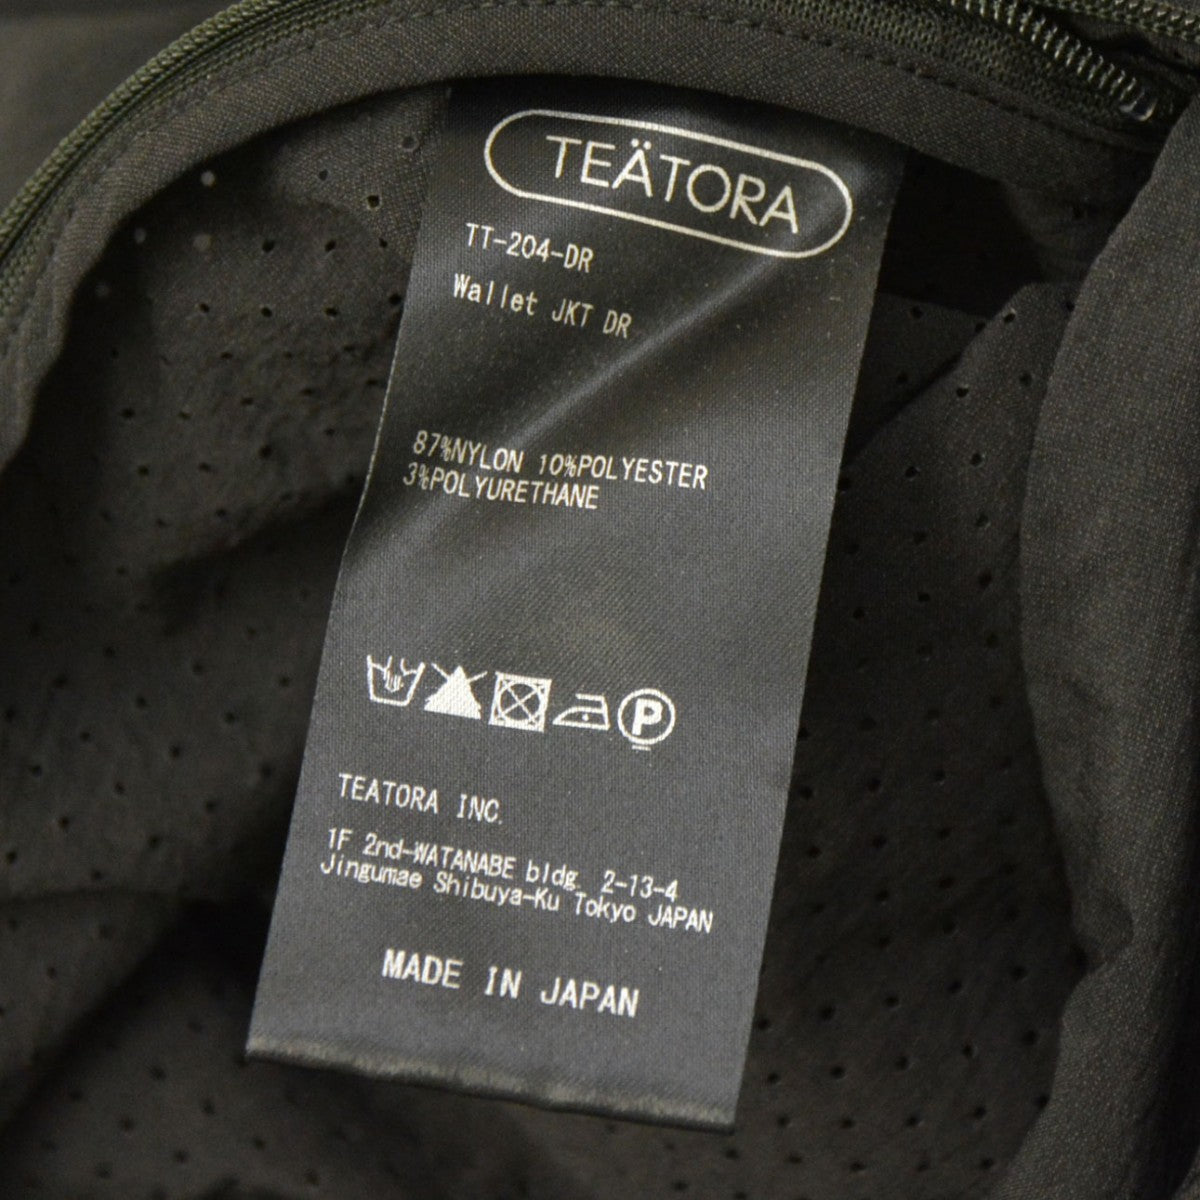 TEÄTORA
TT-204-DR
Wallet JKT DR
87%NYLON 10%POLYESTER
3%POLYURETHANE
P
TEATORA INC.
1F 2nd-WATANABE bldg. 2-13-4
Jingumae Shibuya-Ku Tokyo JAPAN
MADE IN JAPAN